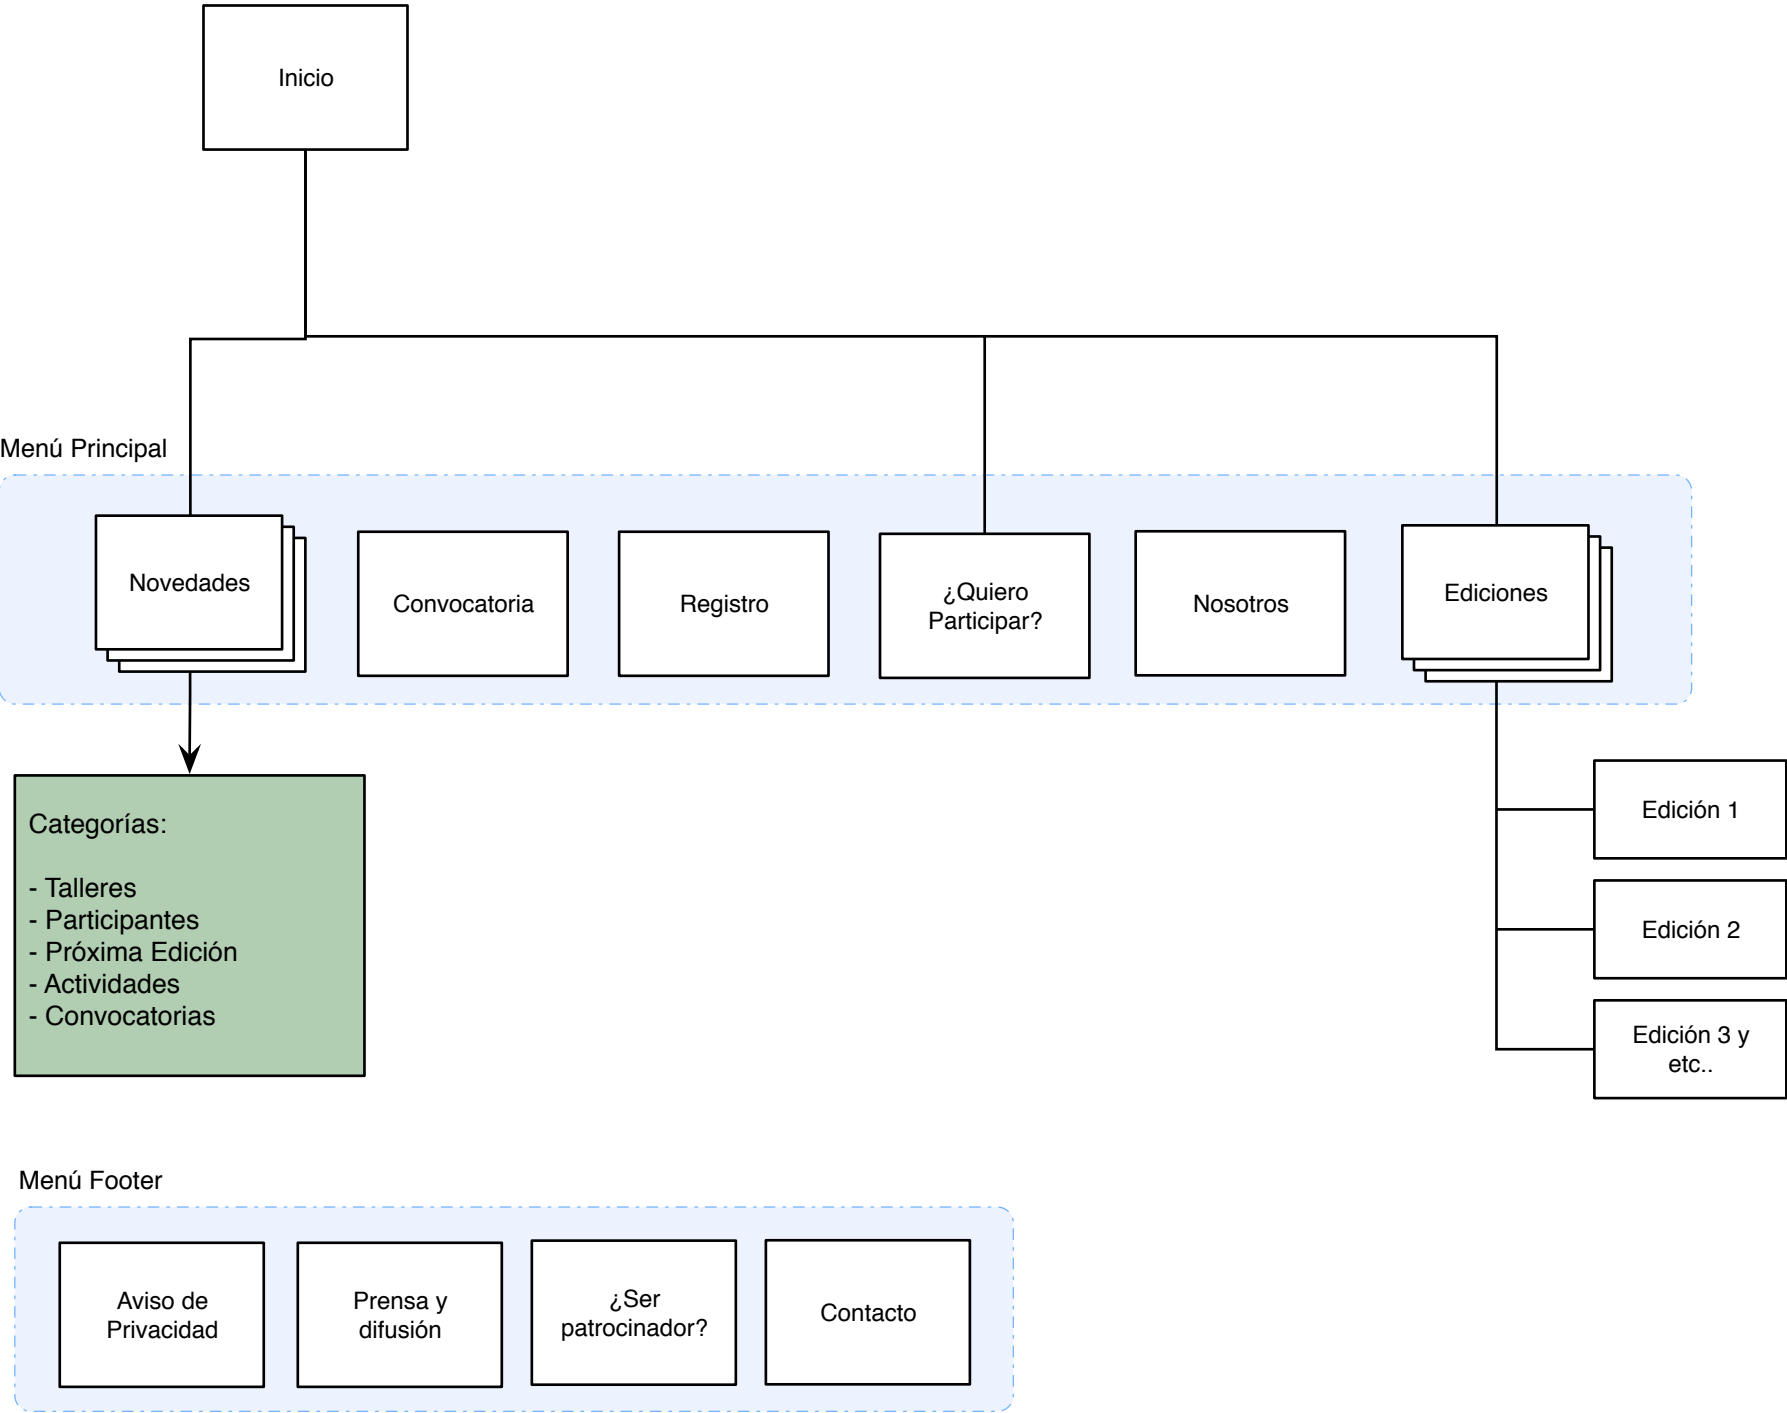 Inicio
Menú Principal
Novedades
Convocatoria
Registro
¿Quiero
Participar?
Nosotros
Ediciones
Categorías:
- Talleres
- Participantes
- Próxima Edición
- Actividades
- Convocatorias
Edición 1
Edición 2
Edición 3 y
etc..
Menú Footer
Aviso de
Privacidad
Prensa y
difusión
¿Ser
patrocinador?
Contacto